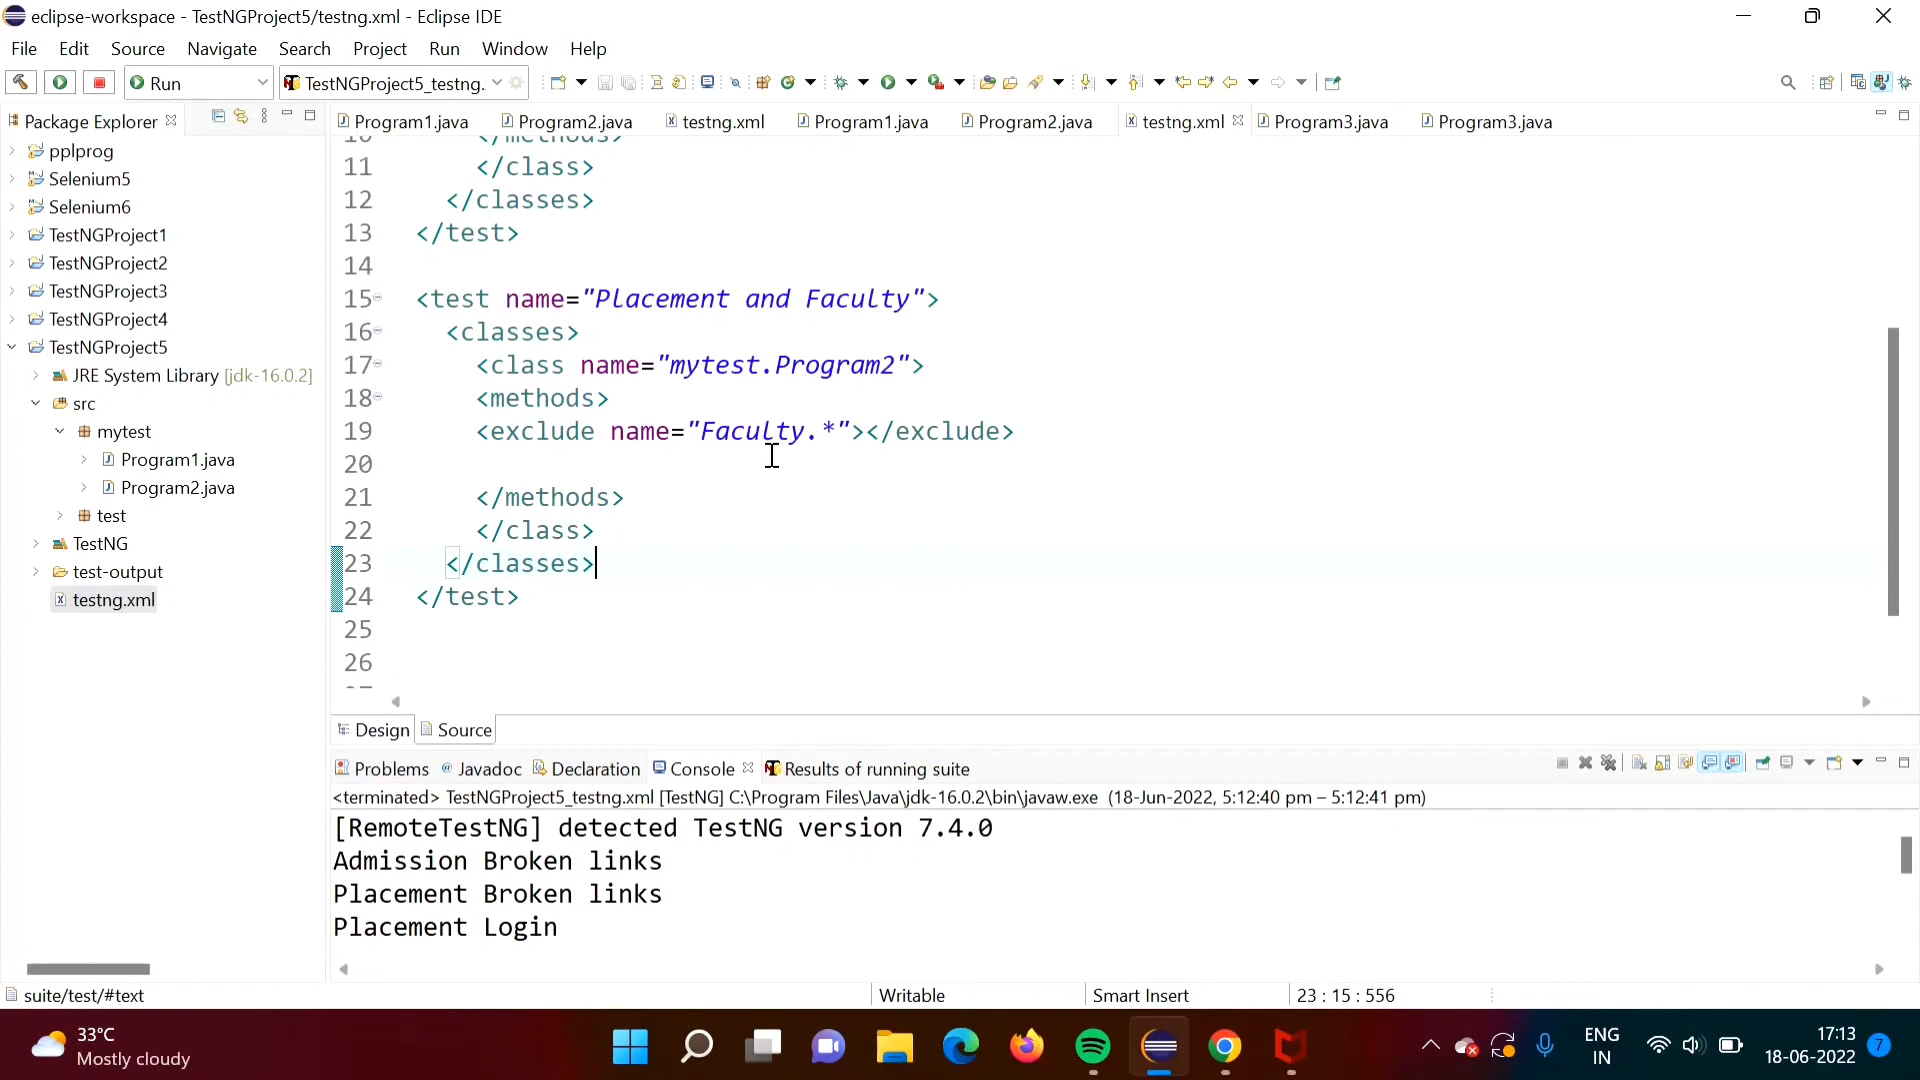 eclipse-workspace - TestNGProject5/testng.xml - Eclipse IDE
File Edit Source Navigate Search Project Run Window Help
Run TestNGProject5_testng.
Package Explorer
Program1.java Program2.java testng.xml Program1.java Program2.java testng.xml Program3.java Program3.java
pplprog
Selenium5
Selenium6
TestNGProject1
TestNGProject2
TestNGProject3
TestNGProject4
TestNGProject5
JRE System Library [jdk-16.0.2]
src
mytest
Program1.java
Program2.java
test
TestNG
test-output
testng.xml
10 </methods>
11 </class>
12 </classes>
13 </test>
14
15 <test name="Placement and Faculty">
16 <classes>
17 <class name="mytest.Program2">
18 <methods>
19 <exclude name="Faculty.*"></exclude>
20
21 </methods>
22 </class>
23 </classes>
24 </test>
25
26
Design Source
Problems Javadoc Declaration Console Results of running suite
<terminated> TestNGProject5_testng.xml [TestNG] C:\Program Files\Java\jdk-16.0.2\bin\javaw.exe (18-Jun-2022, 5:12:40 pm – 5:12:41 pm)
[RemoteTestNG] detected TestNG version 7.4.0
Admission Broken links
Placement Broken links
Placement Login
suite/test/#text Writable Smart Insert 23 : 15 : 556
33°C
Mostly cloudy
ENG
IN
17:13
18-06-2022
7